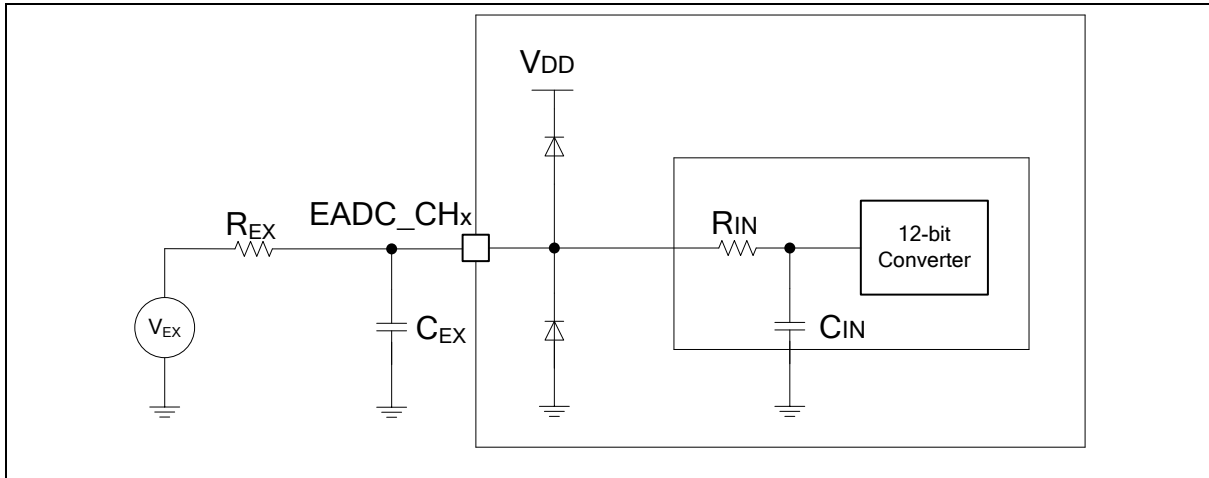 VDD
EADC_CHx
REX
RIN
12-bit
Converter
VEX
CEX
CIN